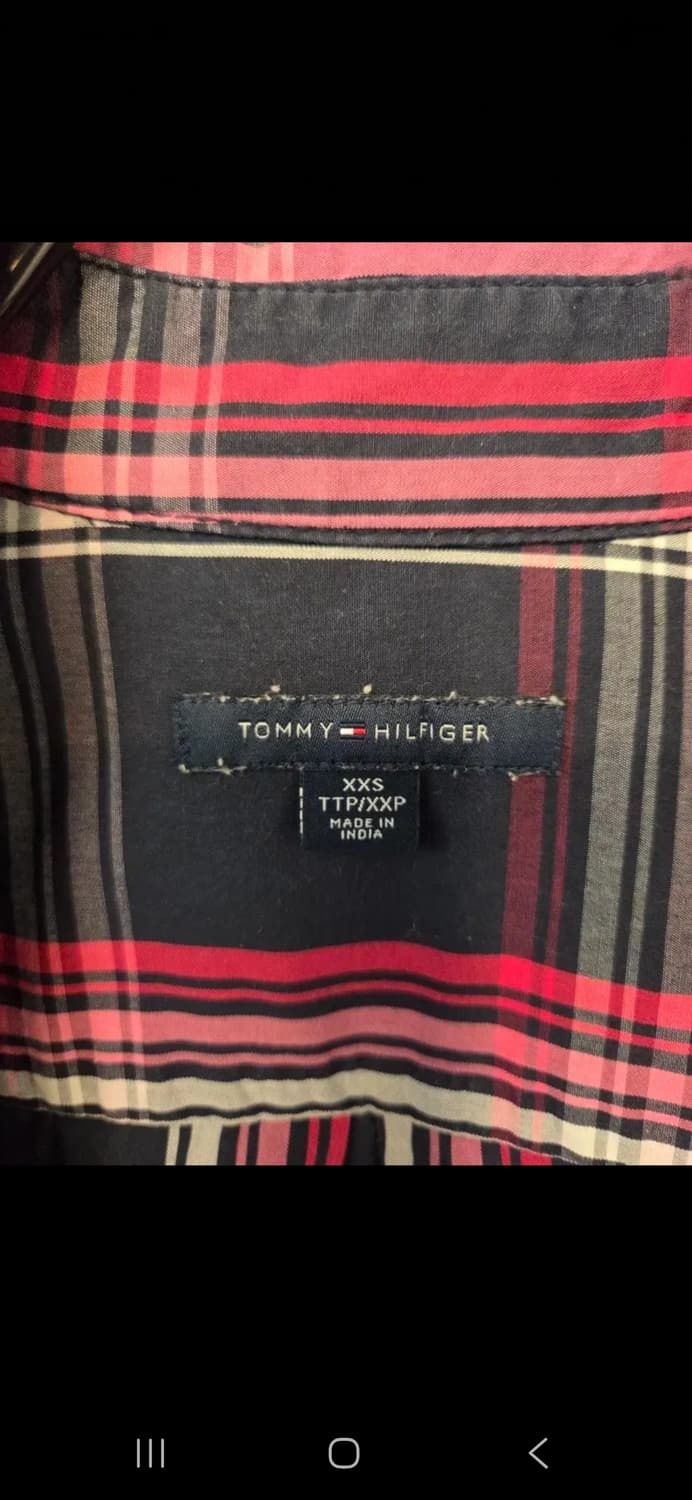 TOMMY HILFIGER
XXS
TTP/XXP
MADE IN
INDIA